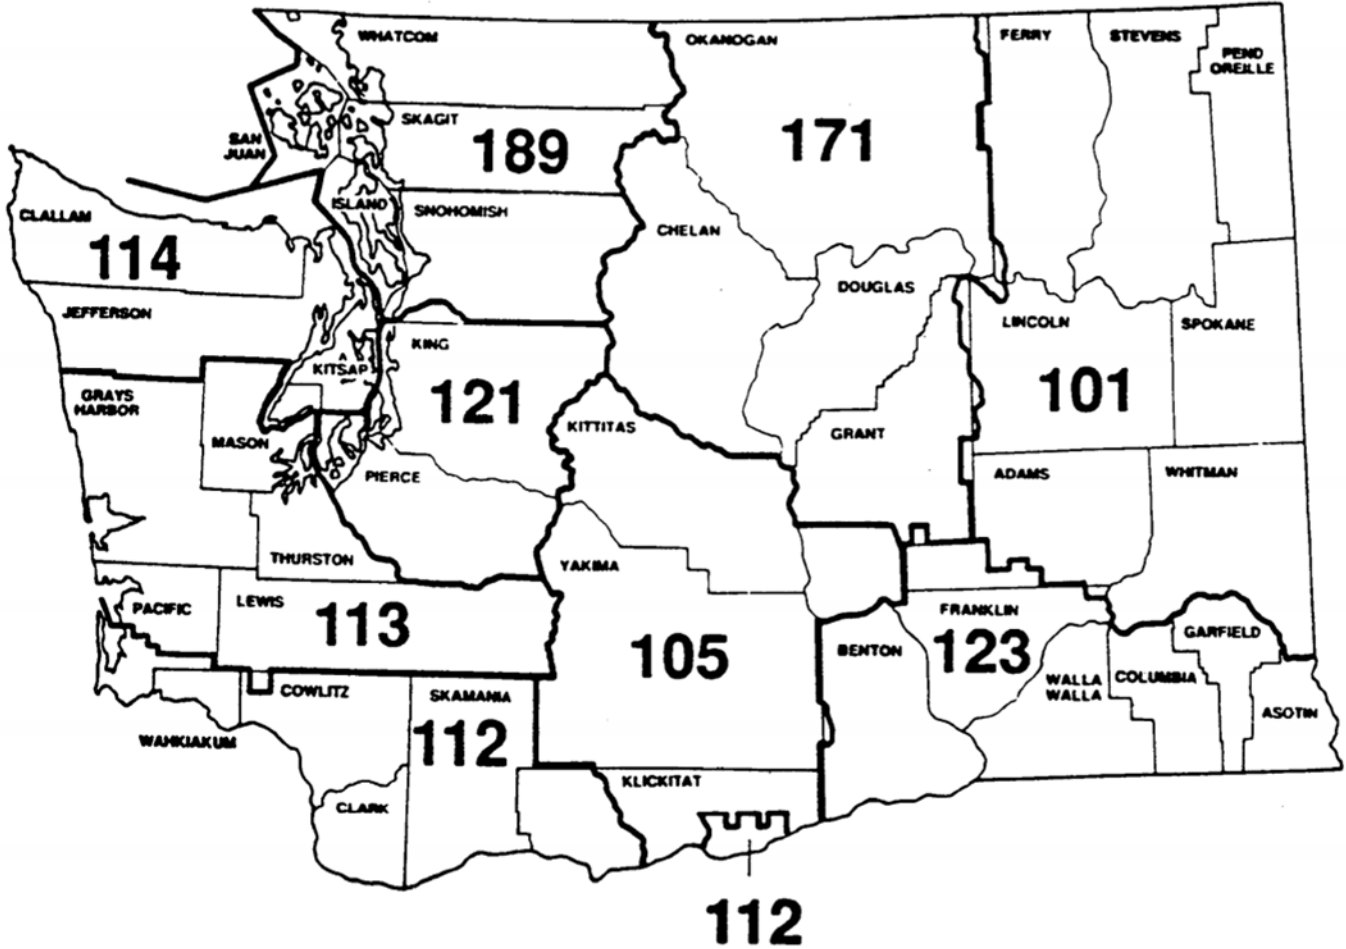 WHATCOM
OKANOGAN
FERRY
STEVENS
PEND
OREILLE
SAN
JUAN
SKAGIT
189
171
CLALLAM
114
ISLAND
SNOHOMISH
CHELAN
JEFFERSON
DOUGLAS
KING
LINCOLN
SPOKANE
KITSAP
121
101
GRAYS
HARBOR
MASON
KITTITAS
GRANT
PIERCE
ADAMS
WHITMAN
THURSTON
YAKIMA
PACIFIC
LEWIS
113
105
FRANKLIN
123
GARFIELD
BENTON
WALLA
WALLA
COLUMBIA
ASOTIN
COWLITZ
SKAMANIA
112
WAHKIAKUM
KLICKITAT
CLARK
112